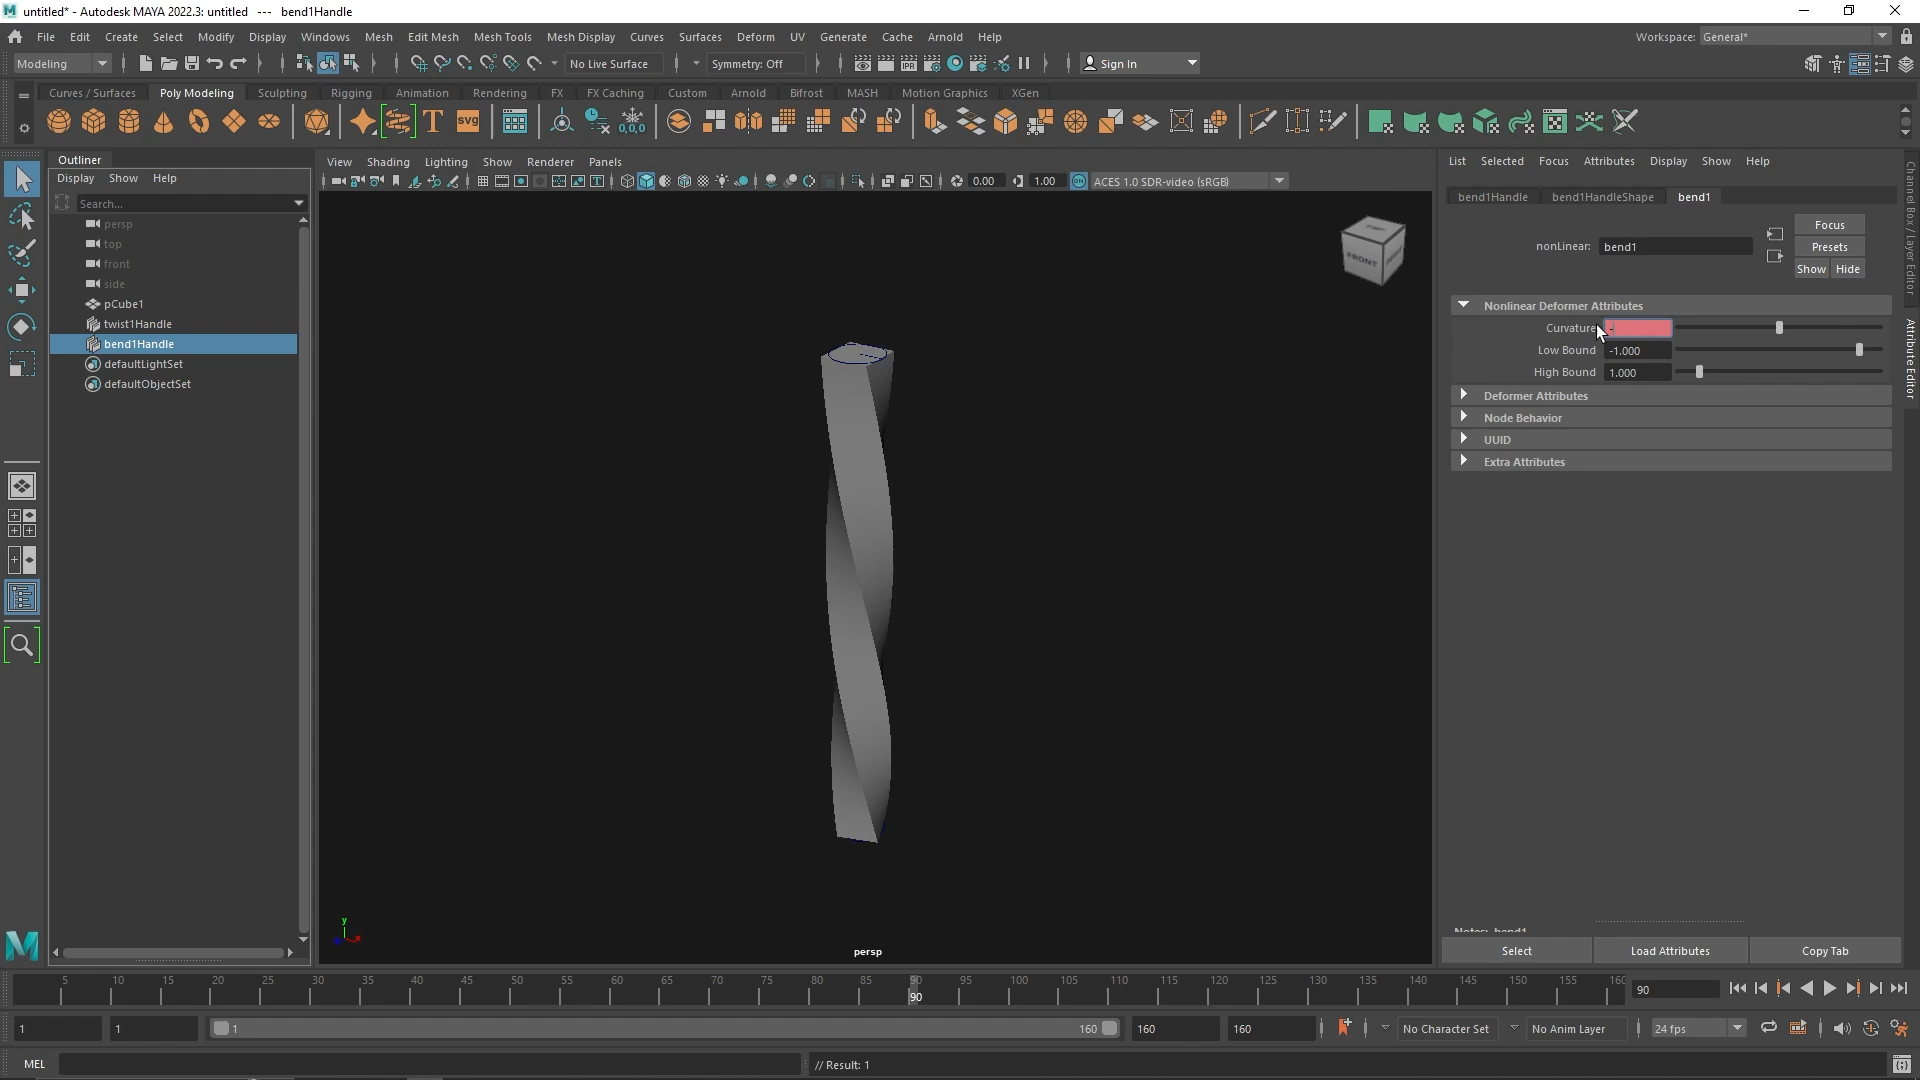 untitled* - Autodesk MAYA 2022.3: untitled --- bend1Handle
File Edit Create Select Modify Display Windows Mesh Edit Mesh Mesh Tools Mesh Display Curves Surfaces Deform UV Generate Cache Arnold Help
Workspace: General*
Modeling No Live Surface Symmetry: Off Sign In
Curves / Surfaces Poly Modeling Sculpting Rigging Animation Rendering FX FX Caching Custom Arnold Bifrost MASH Motion Graphics XGen
Outliner
Display Show Help
Search...
persp
top
front
side
pCube1
twist1Handle
bend1Handle
defaultLightSet
defaultObjectSet
View Shading Lighting Show Renderer Panels
0.00 1.00 ACES 1.0 SDR-video (sRGB)
FRONT
y
x
persp
List Selected Focus Attributes Display Show Help
bend1Handle bend1HandleShape bend1
nonLinear: bend1
Focus
Presets
Show Hide
Nonlinear Deformer Attributes
Curvature -
Low Bound -1.000
High Bound 1.000
Deformer Attributes
Node Behavior
UUID
Extra Attributes
Notes: bend1
Select Load Attributes Copy Tab
Channel Box / Layer Editor
Attribute Editor
5 10 15 20 25 30 35 40 45 50 55 60 65 70 75 80 85 90 95 100 105 110 115 120 125 130 135 140 145 150 155 160
90
90
1 1 1 160 160 160 No Character Set No Anim Layer 24 fps
MEL // Result: 1